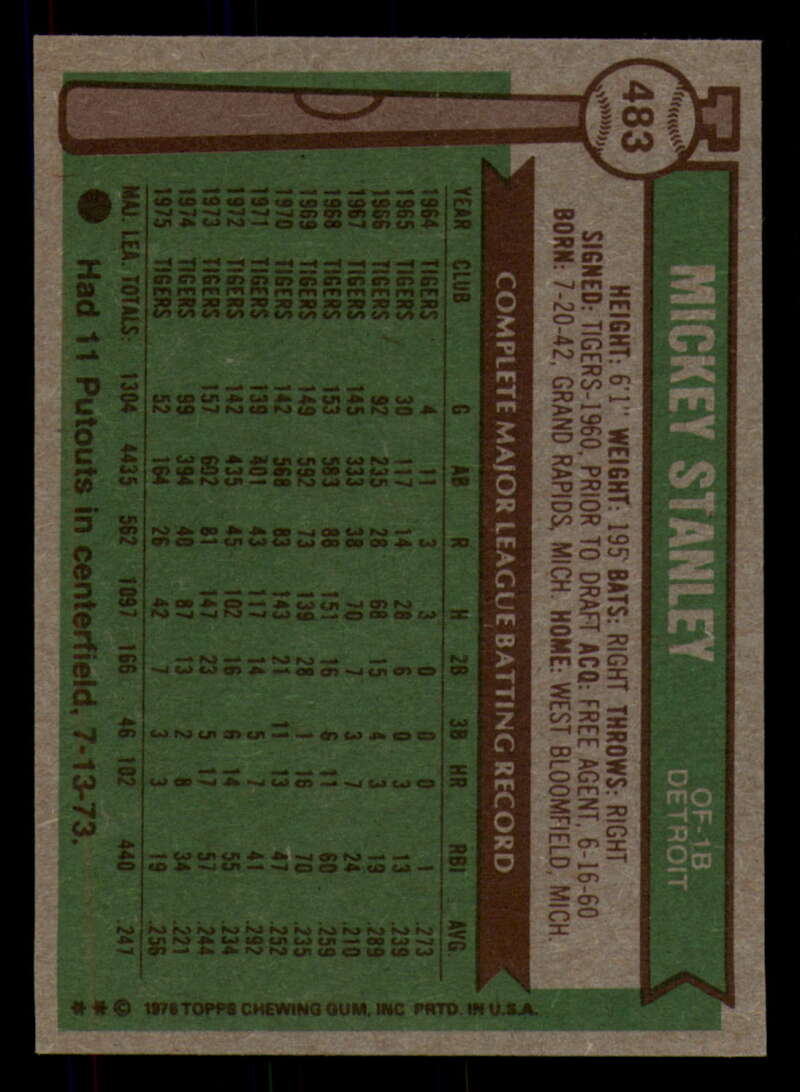 483
MICKEY STANLEY
OF-1B
DETROIT
HEIGHT: 6'1" WEIGHT: 195 BATS: RIGHT THROWS: RIGHT
SIGNED: TIGERS-1960, PRIOR TO DRAFT ACQ: FREE AGENT, 6-16-60
BORN: 7-20-42, GRAND RAPIDS, MICH. HOME: WEST BLOOMFIELD, MICH.
COMPLETE MAJOR LEAGUE BATTING RECORD
YEAR CLUB G AB R H 2B 3B HR RBI AVG.
1964 TIGERS 4 11 3 3 0 0 0 1 .273
1965 TIGERS 30 117 14 28 6 0 3 13 .239
1966 TIGERS 92 235 28 68 15 4 3 19 .289
1967 TIGERS 145 333 38 70 7 3 7 24 .210
1968 TIGERS 153 583 88 151 16 6 11 60 .259
1969 TIGERS 149 592 73 139 28 1 16 70 .235
1970 TIGERS 142 568 83 143 21 11 13 47 .252
1971 TIGERS 139 401 43 117 14 5 7 41 .292
1972 TIGERS 142 435 45 102 16 6 14 55 .234
1973 TIGERS 157 602 81 147 23 5 17 57 .244
1974 TIGERS 99 394 40 87 13 2 8 34 .221
1975 TIGERS 52 164 26 42 7 3 3 19 .256
MAJ. LEA. TOTALS: 1304 4435 562 1097 166 46 102 440 .247
Had 11 Putouts in centerfield, 7-13-73.
** © 1976 TOPPS CHEWING GUM, INC PRTD. IN U.S.A.